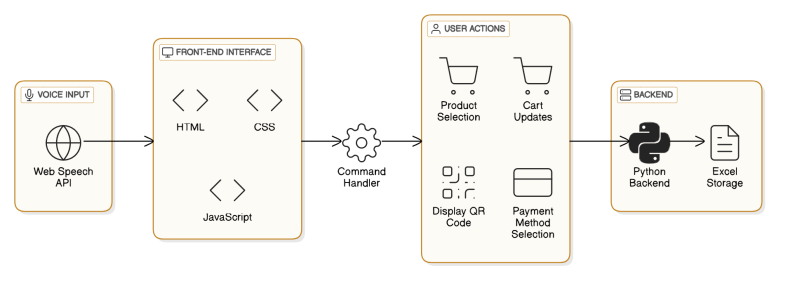 VOICE INPUT
Web Speech
API
FRONT-END INTERFACE
HTML
CSS
JavaScript
Command
Handler
USER ACTIONS
Product
Selection
Cart
Updates
Display QR
Code
Payment
Method
Selection
BACKEND
Python
Backend
Excel
Storage